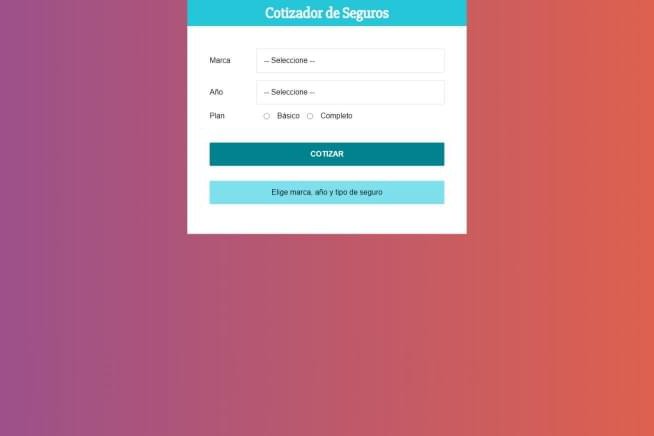 Cotizador de Seguros
Marca -- Seleccione --
Año -- Seleccione --
Plan Básico Completo
COTIZAR
Elige marca, año y tipo de seguro